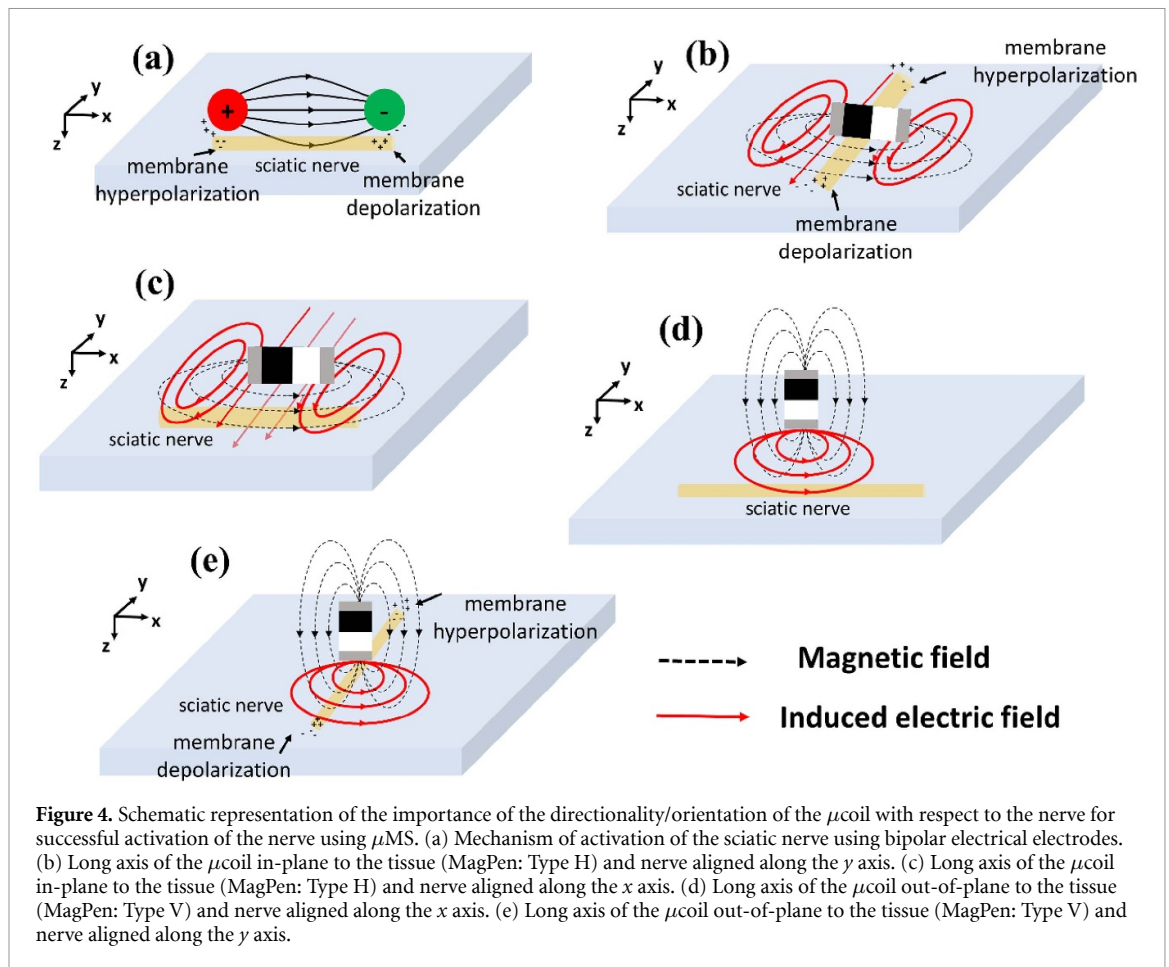 (a)
y
x
z
+
-
membrane
hyperpolarization
sciatic nerve
membrane
depolarization
(b)
y
x
z
membrane
hyperpolarization
sciatic nerve
membrane
depolarization
(c)
y
x
z
sciatic nerve
(d)
y
x
z
sciatic nerve
(e)
y
x
z
membrane
hyperpolarization
sciatic nerve
membrane
depolarization
Magnetic field
Induced electric field
Figure 4. Schematic representation of the importance of the directionality/orientation of the μcoil with respect to the nerve for
successful activation of the nerve using μMS. (a) Mechanism of activation of the sciatic nerve using bipolar electrical electrodes.
(b) Long axis of the μcoil in-plane to the tissue (MagPen: Type H) and nerve aligned along the y axis. (c) Long axis of the μcoil
in-plane to the tissue (MagPen: Type H) and nerve aligned along the x axis. (d) Long axis of the μcoil out-of-plane to the tissue
(MagPen: Type V) and nerve aligned along the x axis. (e) Long axis of the μcoil out-of-plane to the tissue (MagPen: Type V) and
nerve aligned along the y axis.